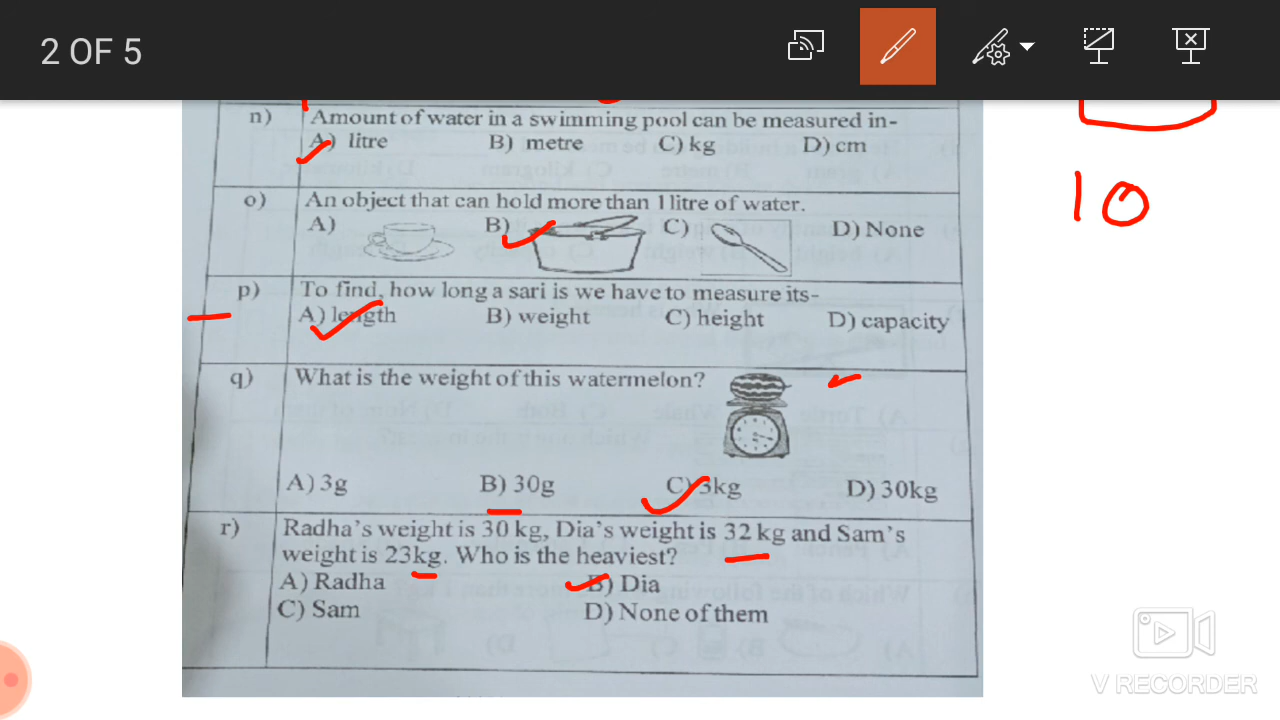 2 OF 5
10
n) Amount of water in a swimming pool can be measured in-
A) litre B) metre C) kg D) cm
o) An object that can hold more than 1litre of water.
A) B) C) D) None
p) To find, how long a sari is we have to measure its-
A) length B) weight C) height D) capacity
q) What is the weight of this watermelon?
A) 3g B) 30g C) 3kg D) 30kg
r) Radha's weight is 30 kg, Dia's weight is 32 kg and Sam's
weight is 23kg. Who is the heaviest?
A) Radha B) Dia
C) Sam D) None of them
V RECORDER